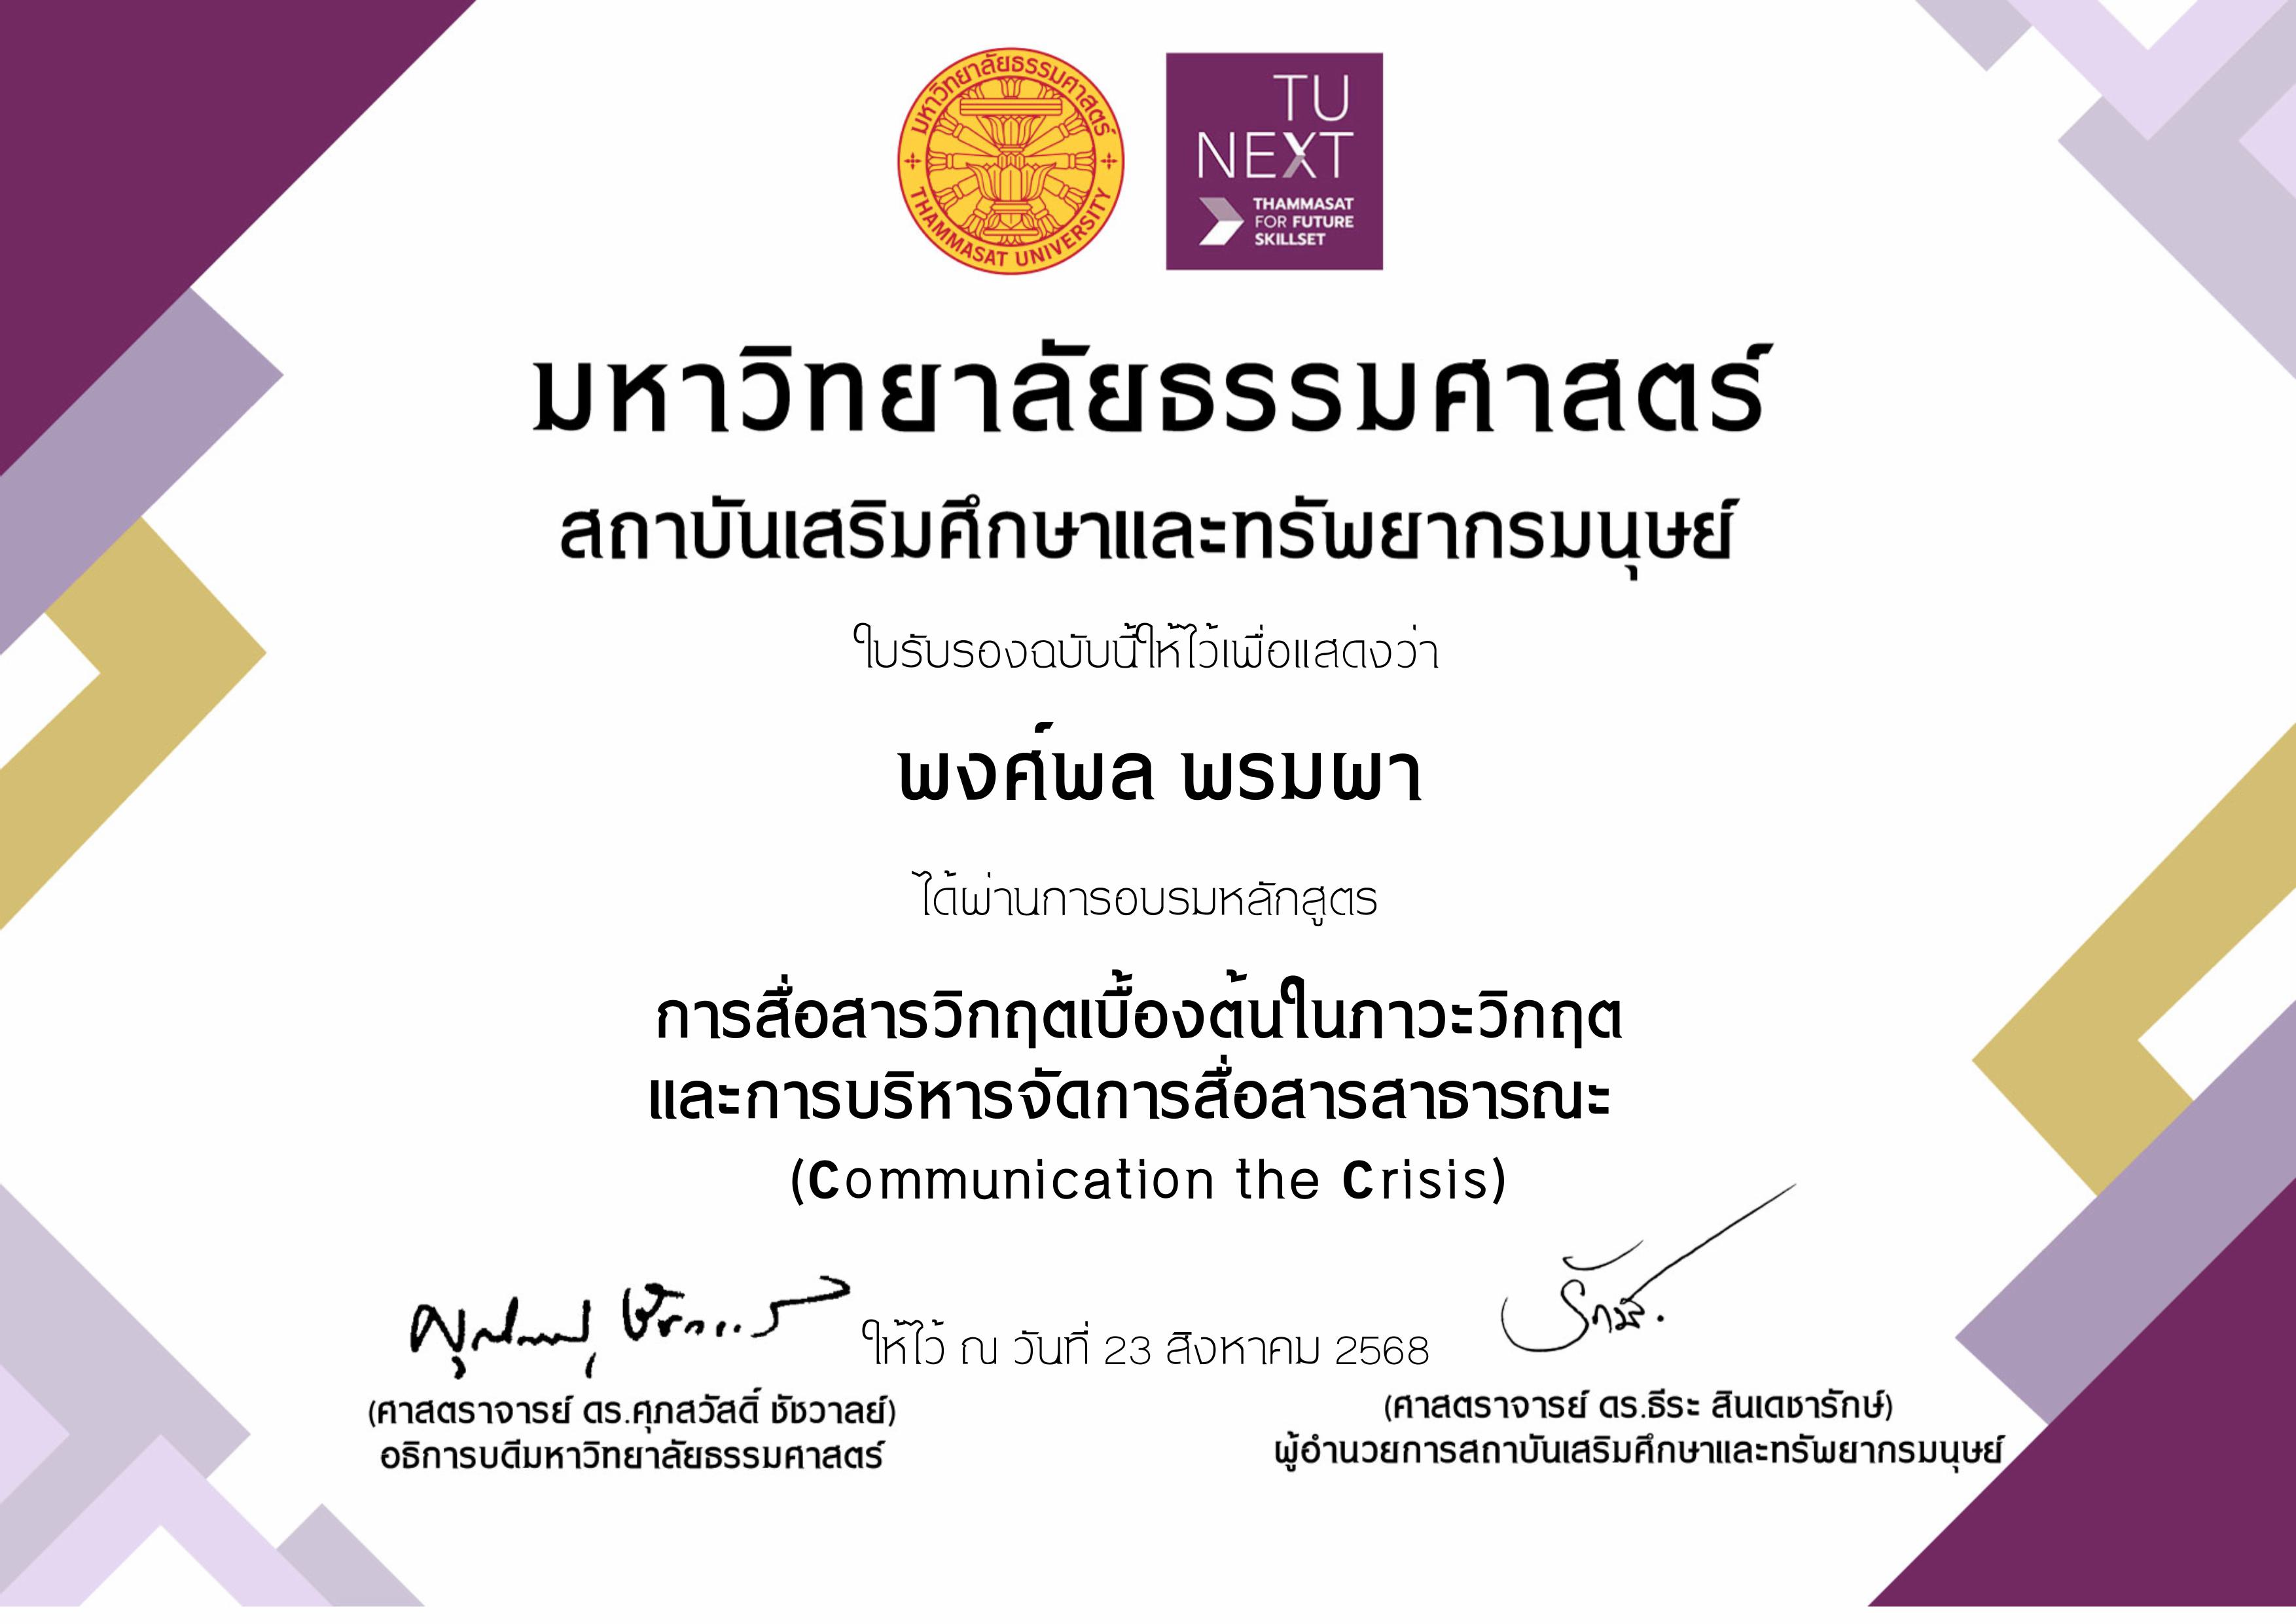 มหาวิทยาลัยธรรมศาสตร์
THAMMASAT UNIVERSITY
TU
NEXT
THAMMASAT
FOR FUTURE
SKILLSET
มหาวิทยาลัยธรรมศาสตร์
สถาบันเสริมศึกษาและทรัพยากรมนุษย์
ใบรับรองฉบับนี้ให้ไว้เพื่อแสดงว่า
พงศ์พล พรมผา
ได้ผ่านการอบรมหลักสูตร
การสื่อสารวิกฤตเบื้องต้นในภาวะวิกฤต
และการบริหารจัดการสื่อสารสาธารณะ
(Communication the Crisis)
ให้ไว้ ณ วันที่ 23 สิงหาคม 2568
(ศาสตราจารย์ ดร.ศุภสวัสดิ์ ชัชวาลย์)
อธิการบดีมหาวิทยาลัยธรรมศาสตร์
(ศาสตราจารย์ ดร.ธีระ สินเดชารักษ์)
ผู้อำนวยการสถาบันเสริมศึกษาและทรัพยากรมนุษย์